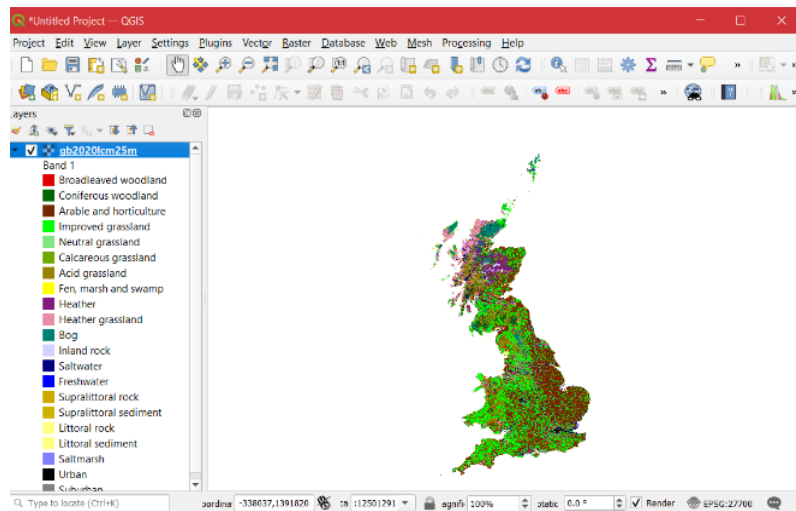 *Untitled Project — QGIS
Project Edit View Layer Settings Plugins Vector Raster Database Web Mesh Processing Help
ayers
gb2020lcm25m
Band 1
Broadleaved woodland
Coniferous woodland
Arable and horticulture
Improved grassland
Neutral grassland
Calcareous grassland
Acid grassland
Fen, marsh and swamp
Heather
Heather grassland
Bog
Inland rock
Saltwater
Freshwater
Supralittoral rock
Supralittoral sediment
Littoral rock
Littoral sediment
Saltmarsh
Urban
Suburban
Type to locate (Ctrl+K) oordina -338037,1391820 :12501291 agnifi 100% otatic 0.0 ° Render EPSG:27700